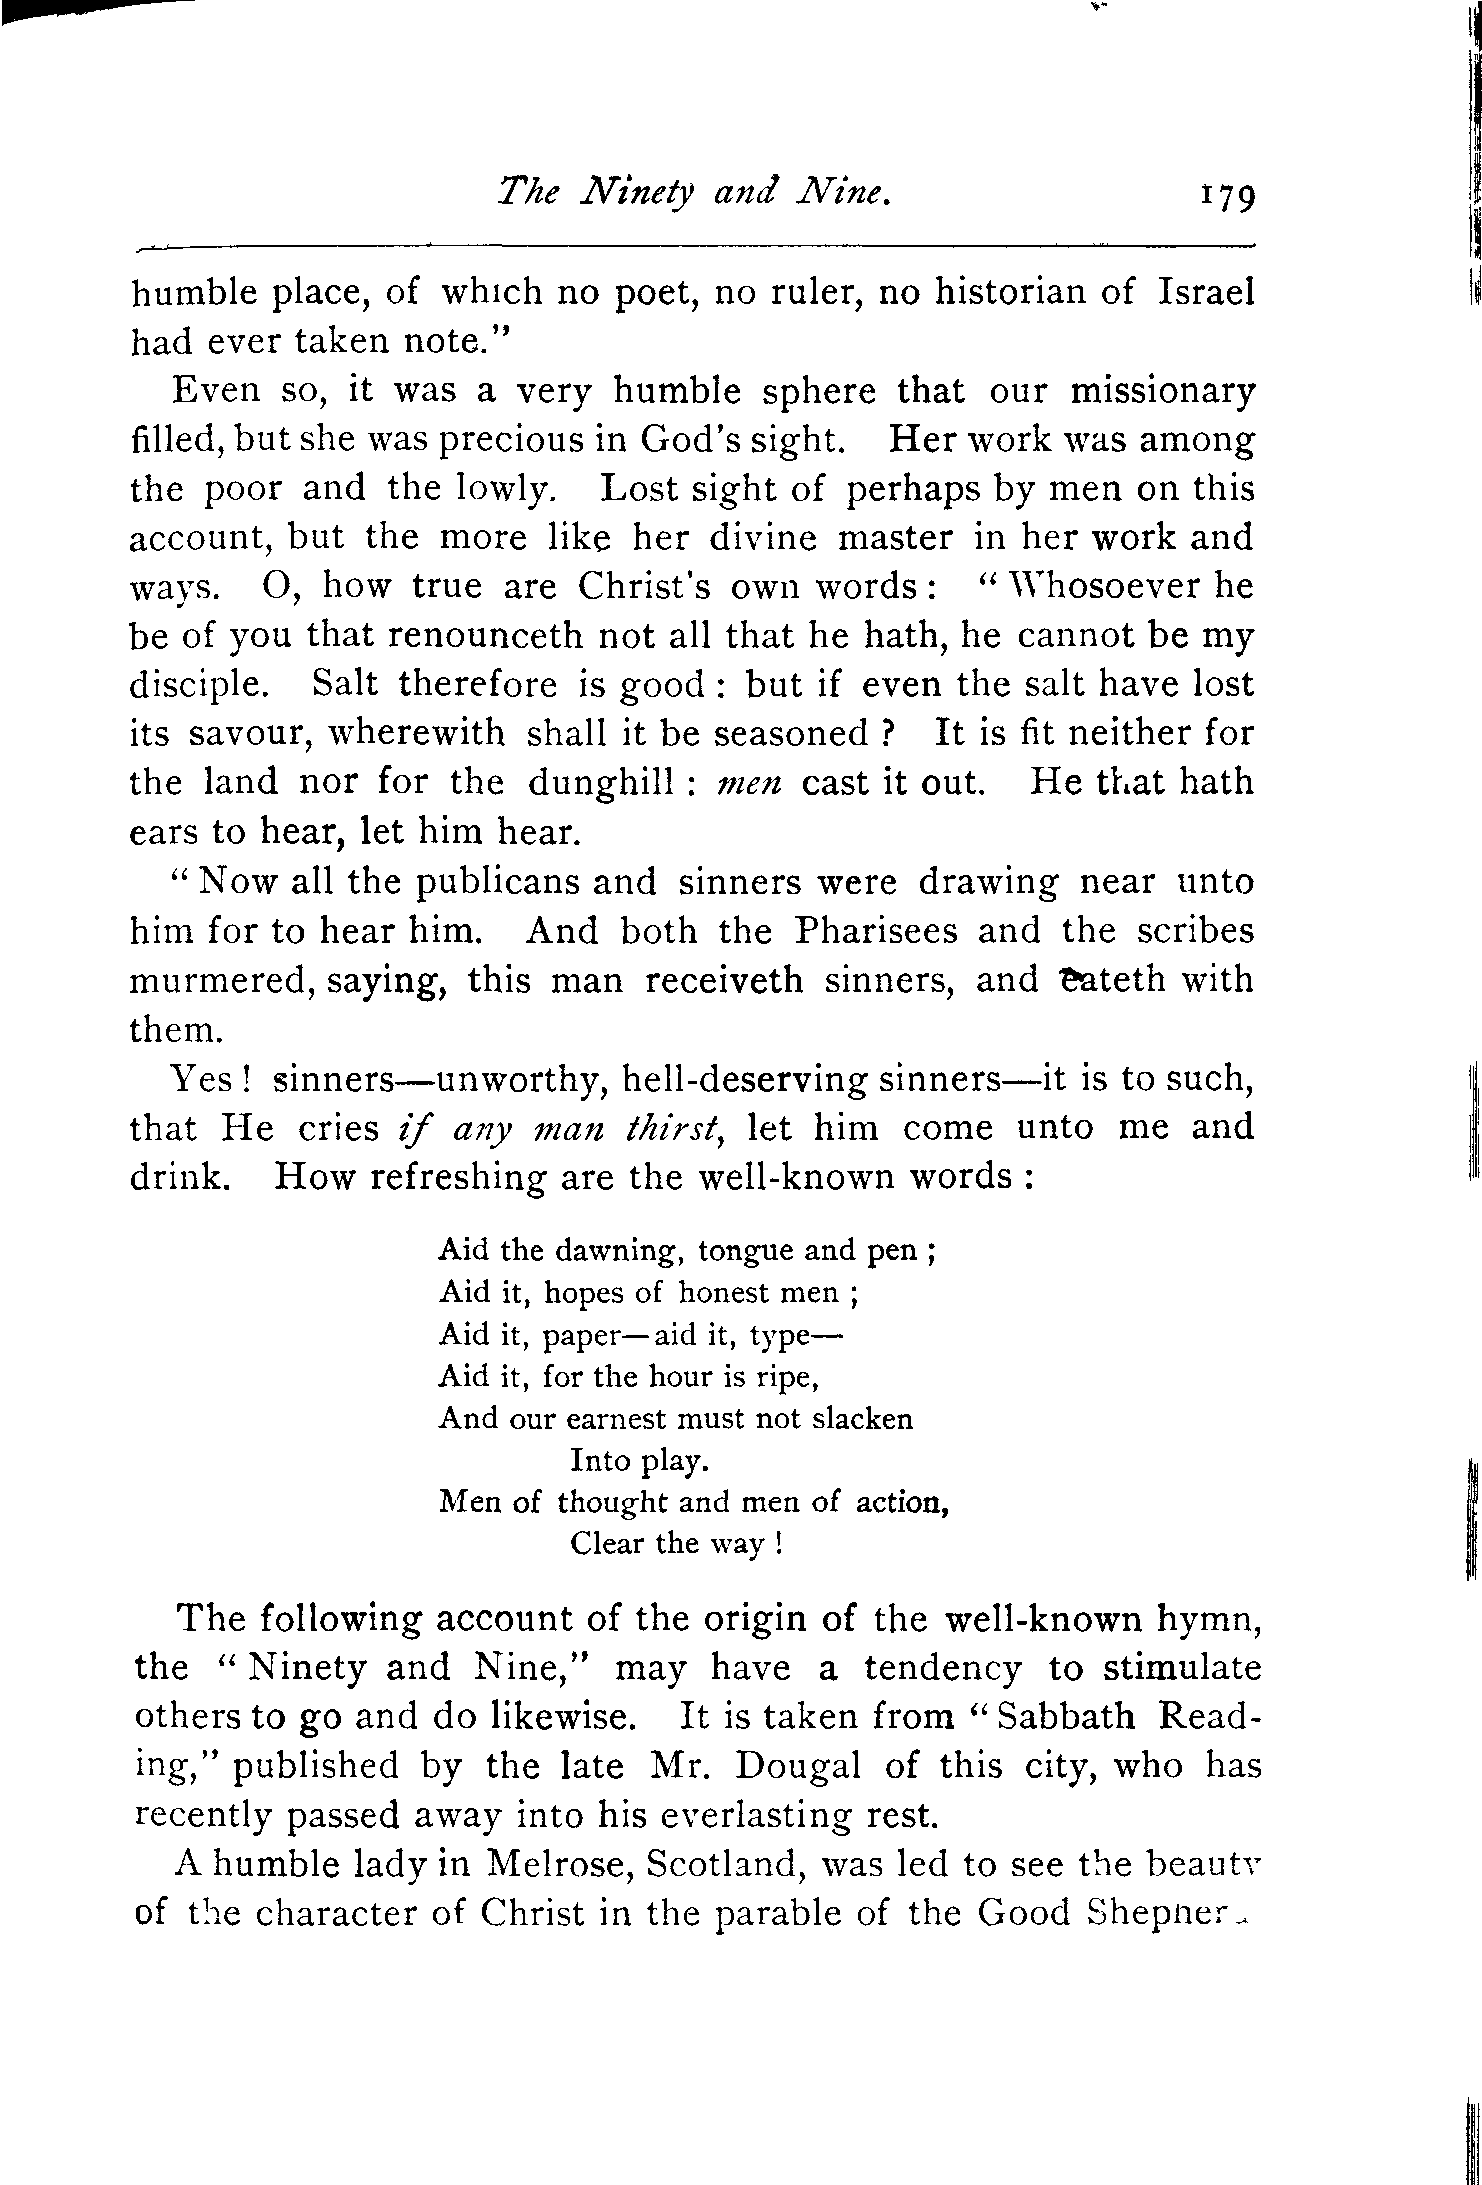 The Ninety and Nine. 179
humble place, of which no poet, no ruler, no historian of Israel
had ever taken note."
Even so, it was a very humble sphere that our missionary
filled, but she was precious in God's sight. Her work was among
the poor and the lowly. Lost sight of perhaps by men on this
account, but the more like her divine master in her work and
ways. O, how true are Christ's own words : " Whosoever he
be of you that renounceth not all that he hath, he cannot be my
disciple. Salt therefore is good : but if even the salt have lost
its savour, wherewith shall it be seasoned ? It is fit neither for
the land nor for the dunghill : men cast it out. He that hath
ears to hear, let him hear.
" Now all the publicans and sinners were drawing near unto
him for to hear him. And both the Pharisees and the scribes
murmered, saying, this man receiveth sinners, and eateth with
them.
Yes ! sinners—unworthy, hell-deserving sinners—it is to such,
that He cries if any man thirst, let him come unto me and
drink. How refreshing are the well-known words :
Aid the dawning, tongue and pen ;
Aid it, hopes of honest men ;
Aid it, paper—aid it, type—
Aid it, for the hour is ripe,
And our earnest must not slacken
Into play.
Men of thought and men of action,
Clear the way !
The following account of the origin of the well-known hymn,
the " Ninety and Nine," may have a tendency to stimulate
others to go and do likewise. It is taken from " Sabbath Read-
ing," published by the late Mr. Dougal of this city, who has
recently passed away into his everlasting rest.
A humble lady in Melrose, Scotland, was led to see the beauty
of the character of Christ in the parable of the Good Shepher